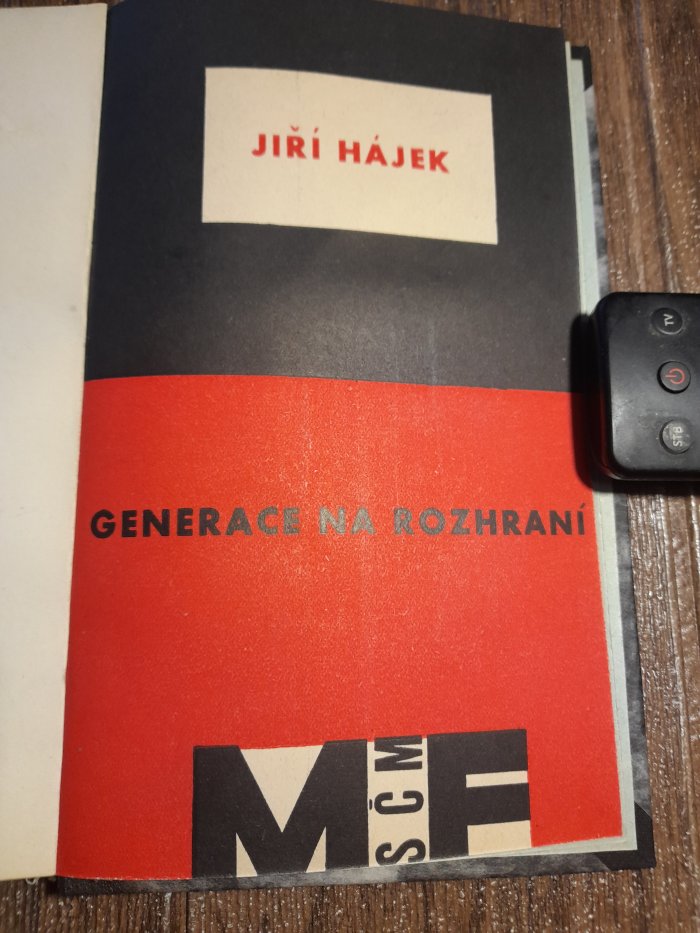 JIŘÍ HÁJEK
GENERACE NA ROZHRANÍ
MF
SČM
TV
STB